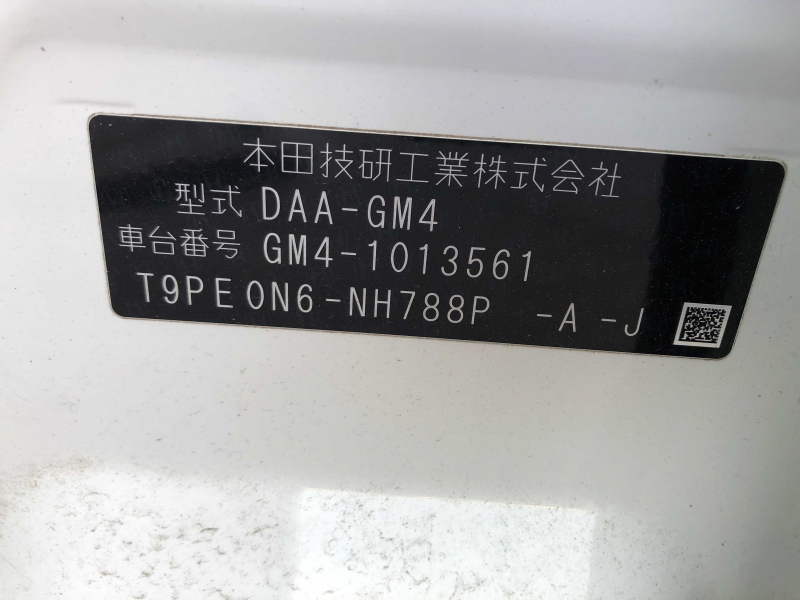 本田技研工業株式会社
型式 DAA-GM4
車台番号 GM4-1013561
T9PE0N6-NH788P -A -J